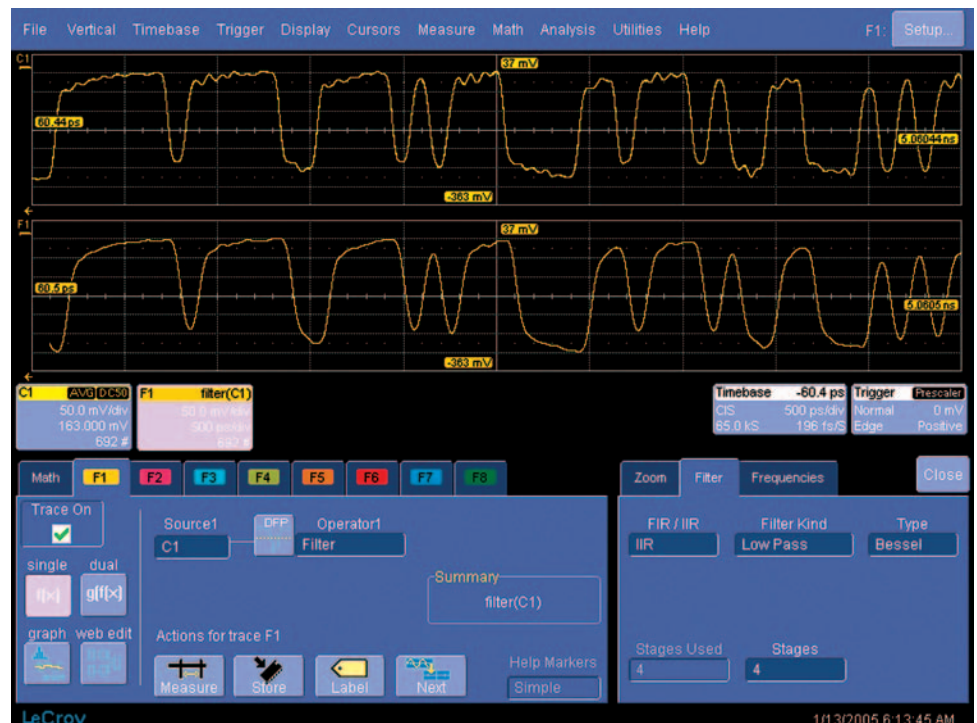 File Vertical Timebase Trigger Display Cursors Measure Math Analysis Utilities Help F1: Setup...
C1
37 mV
60.44 ps
5.06044 ns
-363 mV
F1
37 mV
60.5 ps
5.0605 ns
-363 mV
C1 AVG DC50
50.0 mV/div
163.000 mV
692 #
F1 filter(C1)
50.0 mV/div
500 ps/div
692 #
Timebase -60.4 ps
CIS 500 ps/div
65.0 kS 196 fs/S
Trigger Prescaler
Normal 0 mV
Edge Positive
Math F1 F2 F3 F4 F5 F6 F7 F8
Zoom Filter Frequencies Close
Trace On
Source1 DFP Operator1
C1 Filter
single dual
f(x) g(f(x)
Summary
filter(C1)
graph web edit
Actions for trace F1
Measure Store Label Next
Help Markers
Simple
FIR / IIR Filter Kind Type
IIR Low Pass Bessel
Stages Used Stages
4 4
LeCroy
1/13/2005 6:13:45 AM